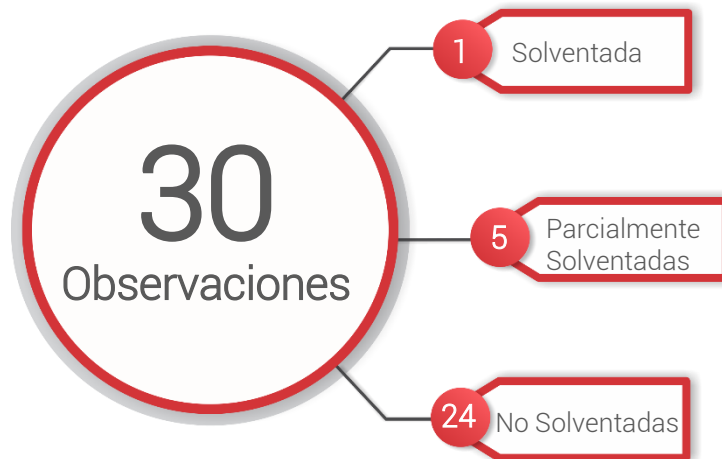 30
Observaciones
1
Solventada
5
Parcialmente
Solventadas
24
No Solventadas